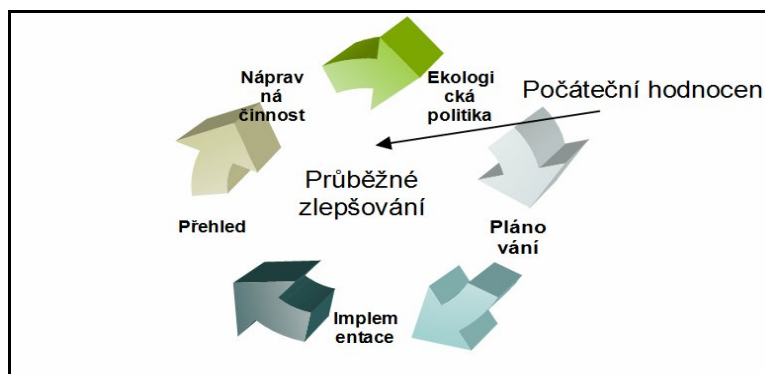 Náprav
ná
činnost
Ekologi
cká
politika
Počáteční hodnocen
Průběžné
zlepšování
Přehled
Pláno
vání
Implem
entace